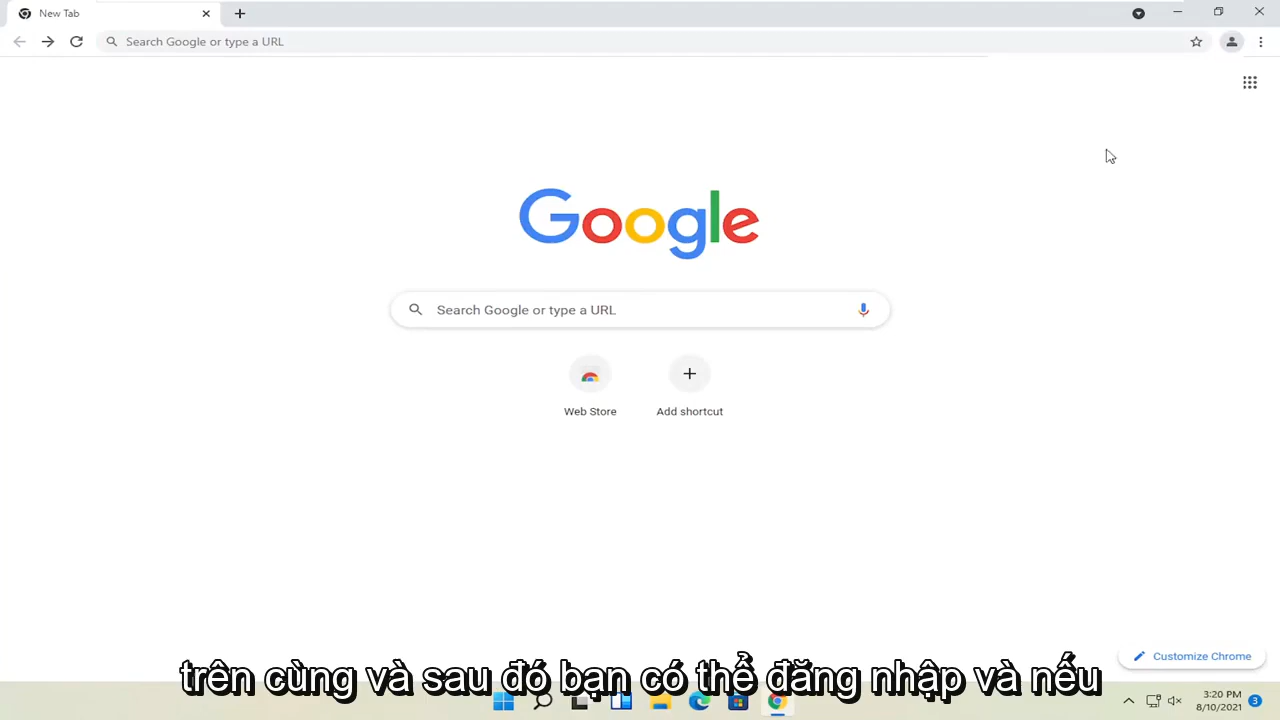 New Tab
Search Google or type a URL
Google
Search Google or type a URL
Web Store
Add shortcut
Customize Chrome
trên cùng và sau đó bạn có thể đăng nhập và nếu
3:20 PM
8/10/2021
3